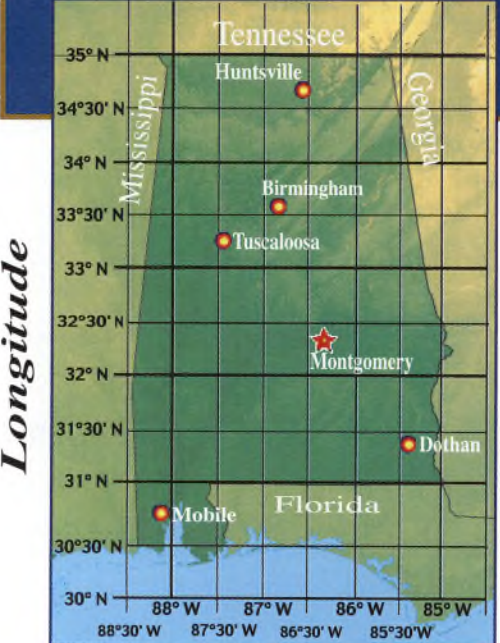 Tennessee
35° N
Huntsville
Mississippi
Georgia
34°30' N
34° N
Birmingham
33°30' N
Tuscaloosa
33° N
Longitude
32°30' N
Montgomery
32° N
31°30' N
Dothan
31° N
Florida
Mobile
30°30' N
30° N
88° W 87° W 86° W 85° W
88°30' W 87°30' W 86°30' W 85°30' W